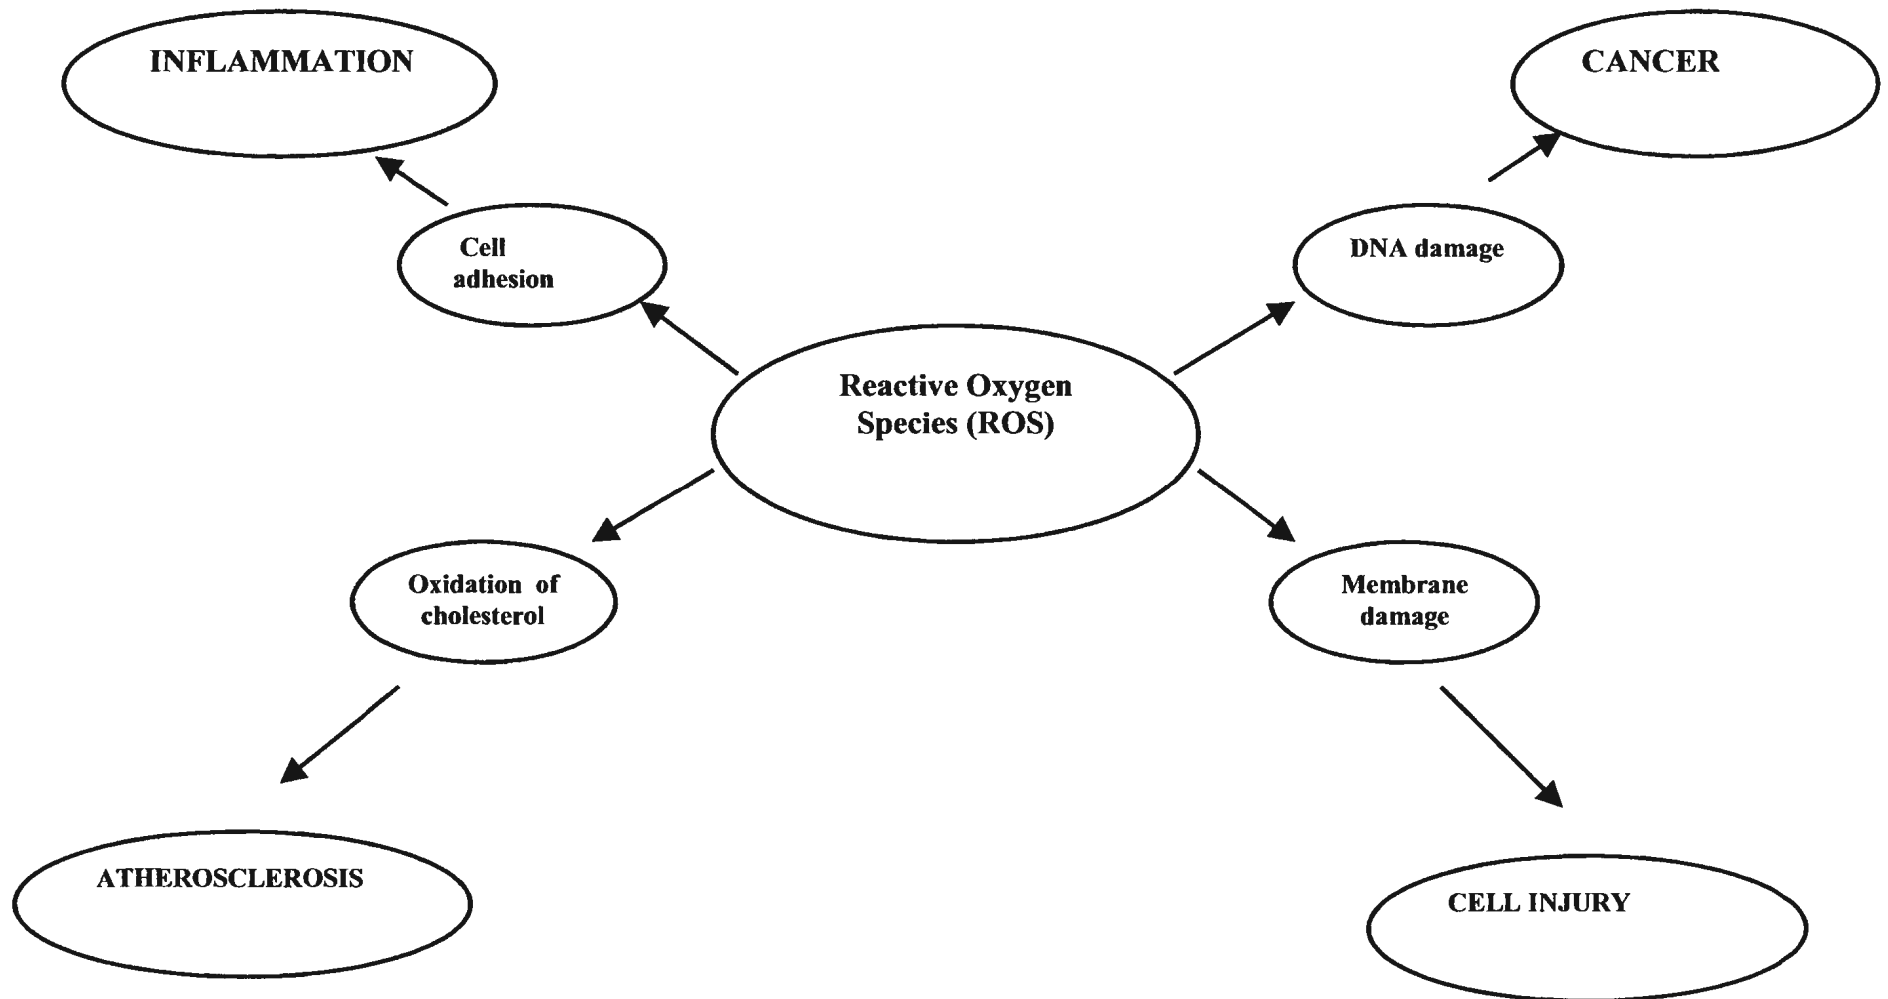 INFLAMMATION
CANCER
Cell
adhesion
DNA damage
Reactive Oxygen
Species (ROS)
Oxidation of
cholesterol
Membrane
damage
ATHEROSCLEROSIS
CELL INJURY